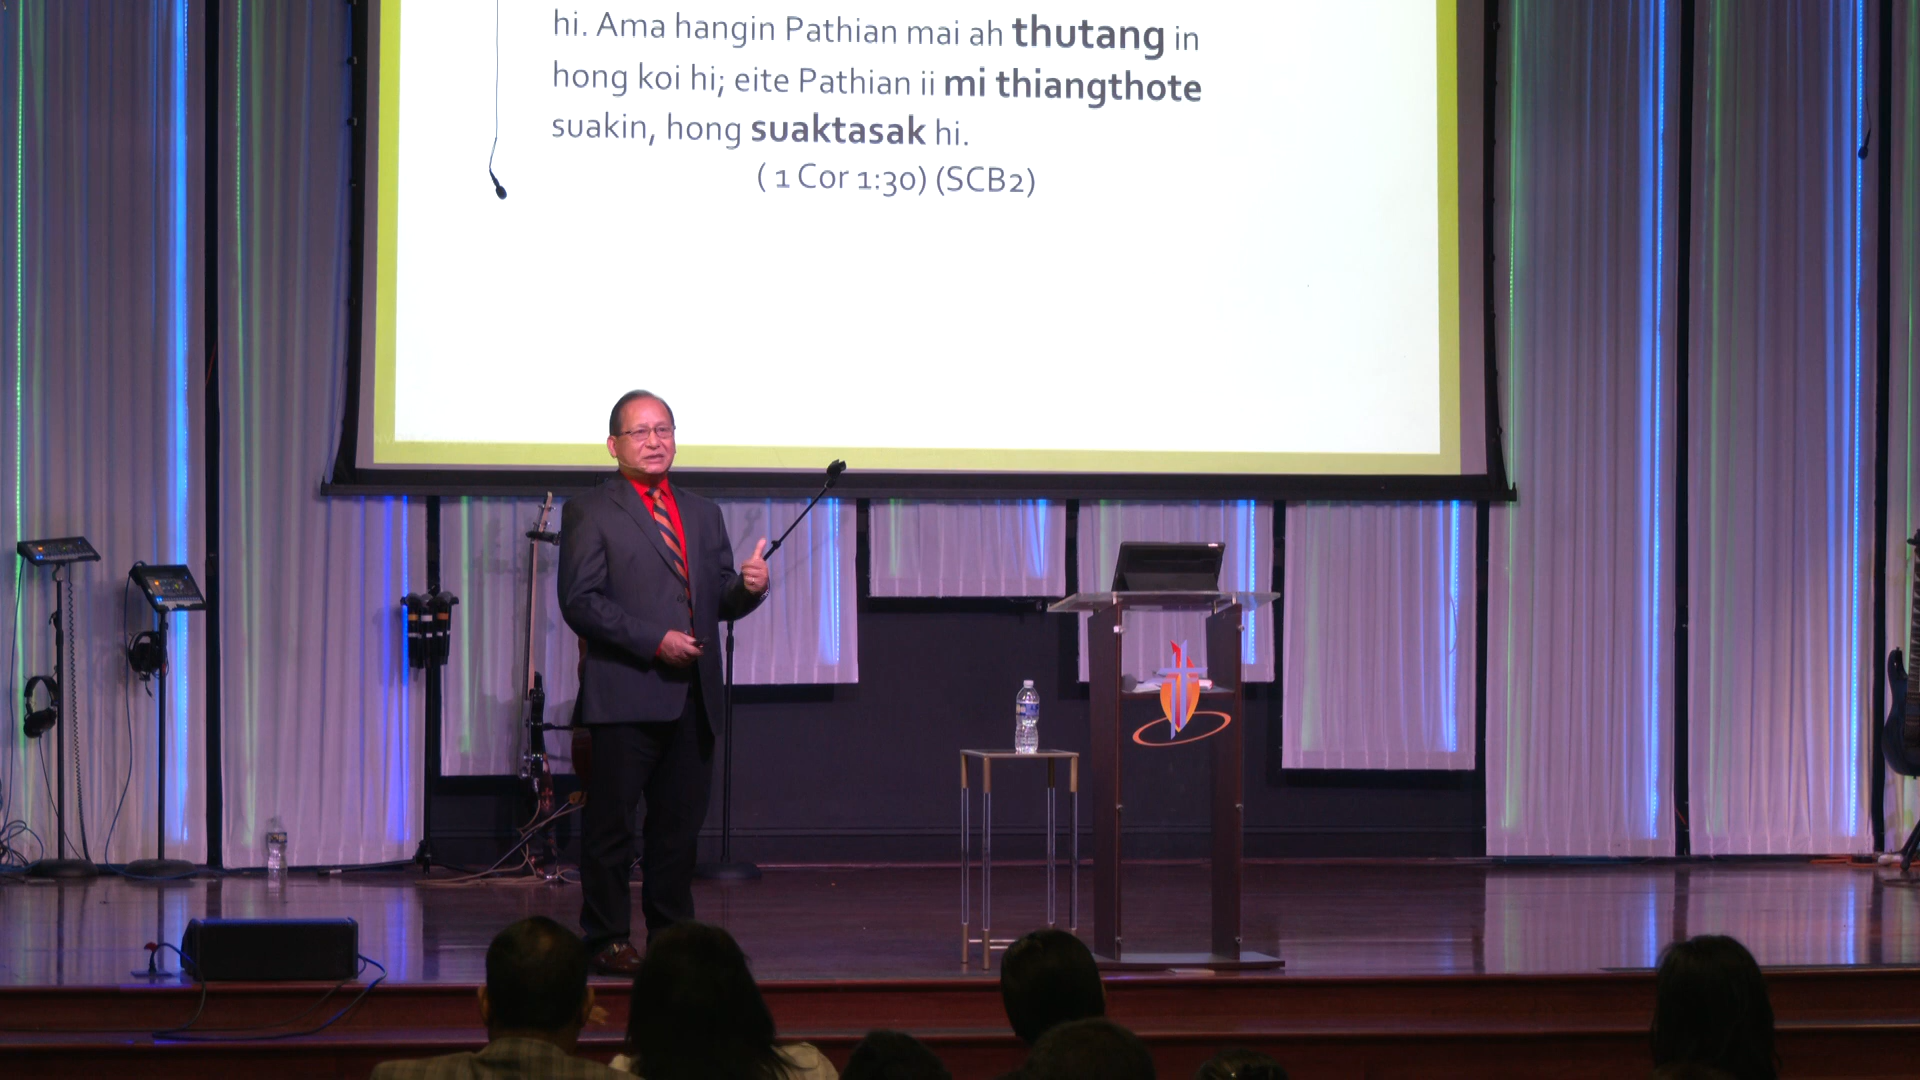 hi. Ama hangin Pathian mai ah thutang in
hong koi hi; eite Pathian ii mi thiangthote
suakin, hong suaktasak hi.
( 1 Cor 1:30) (SCB2)